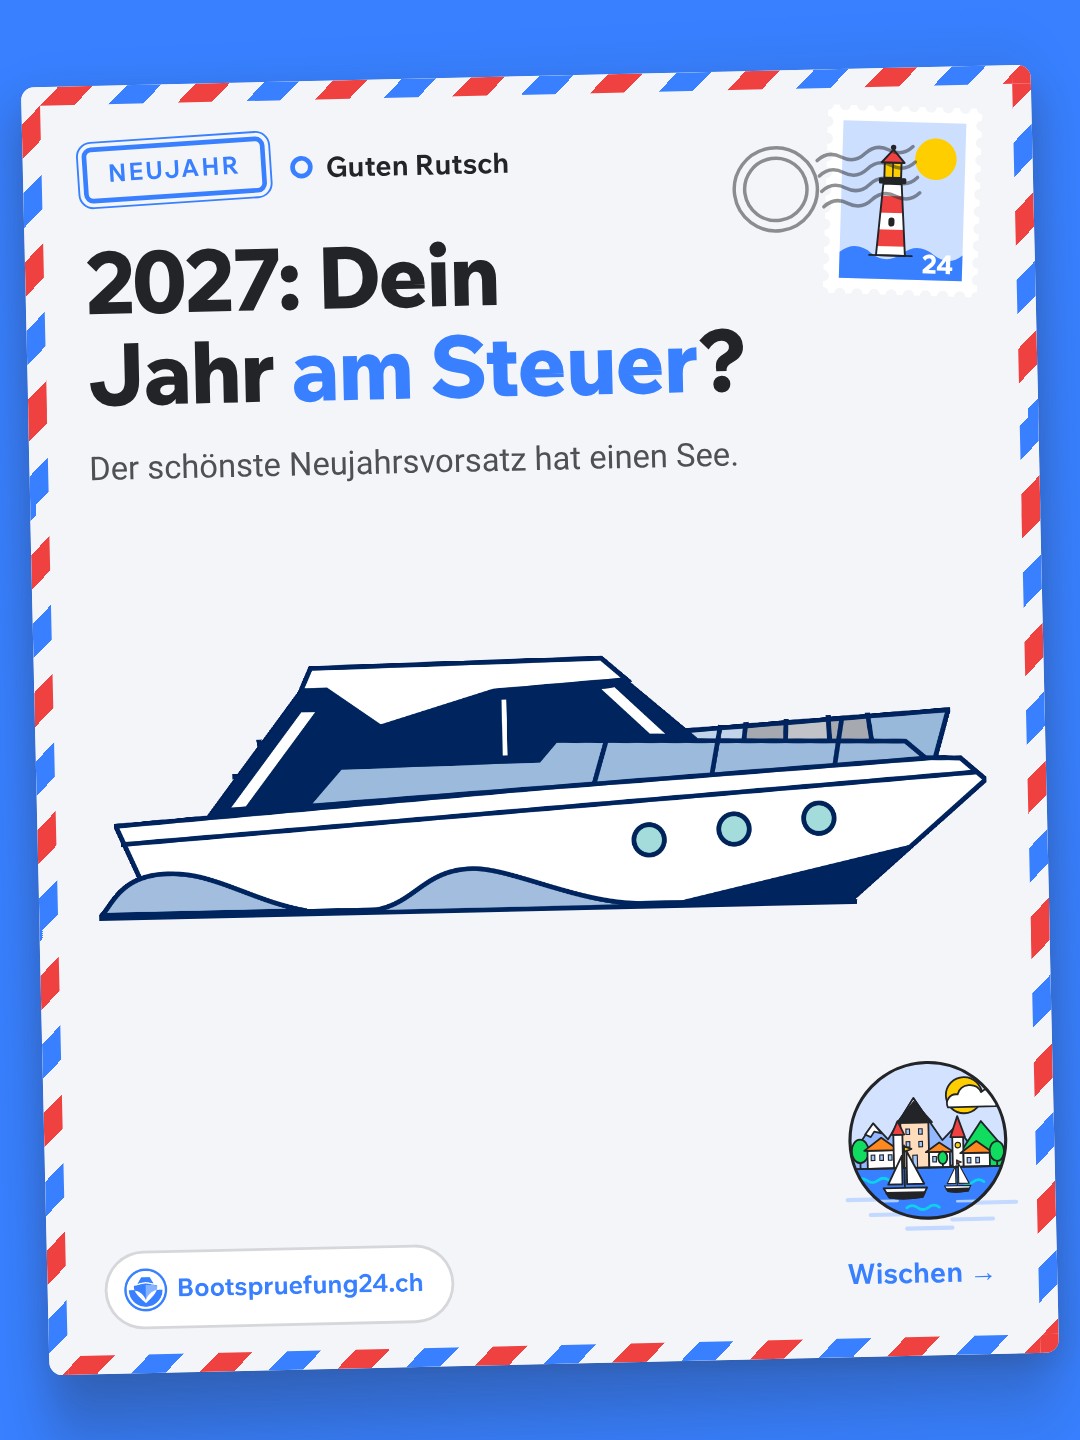 NEUJAHR
Guten Rutsch
24
2027: Dein
Jahr am Steuer?
Der schönste Neujahrsvorsatz hat einen See.
Bootspruefung24.ch
Wischen →